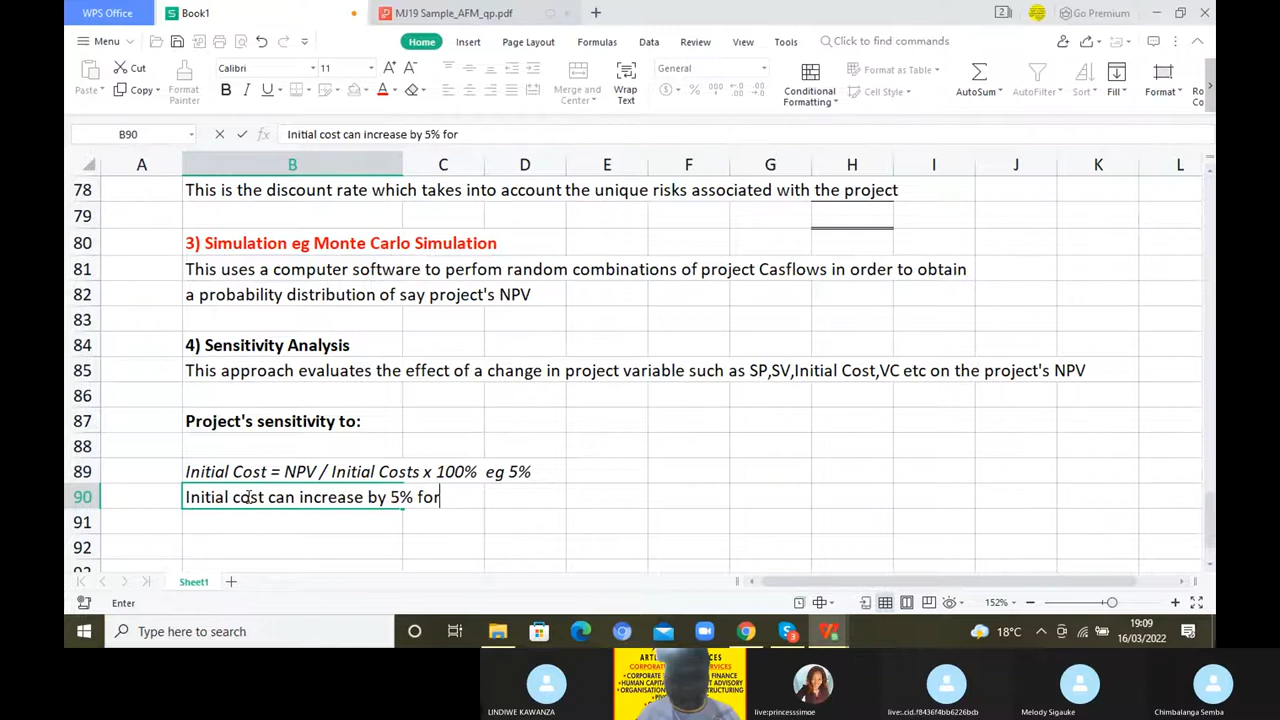 WPS Office
Book1
MJ19 Sample_AFM_qp.pdf
Go Premium
Menu
Home
Insert
Page Layout
Formulas
Data
Review
View
Tools
Click to find commands
Paste
Cut
Copy
Format Painter
Calibri
11
B I U A
Merge and Center
Wrap Text
General
Conditional Formatting
Format as Table
Cell Style
AutoSum
AutoFilter
Sort
Fill
Format
B90
fx
Initial cost can increase by 5% for
A B C D E F G H I J K L
78 This is the discount rate which takes into account the unique risks associated with the project
79
80 3) Simulation eg Monte Carlo Simulation
81 This uses a computer software to perfom random combinations of project Casflows in order to obtain
82 a probability distribution of say project's NPV
83
84 4) Sensitivity Analysis
85 This approach evaluates the effect of a change in project variable such as SP,SV,Initial Cost,VC etc on the project's NPV
86
87 Project's sensitivity to:
88
89 Initial Cost = NPV / Initial Costs x 100% eg 5%
90 Initial cost can increase by 5% for
91
92
93
Sheet1
Enter
152%
Type here to search
18°C
19:09
16/03/2022
CORPORATE
LINDIWE KAWANZA
live:princesssimoe
live:.cid.f8436f4bb6226bcb
Melody Sigauke
Chimbalanga Semba